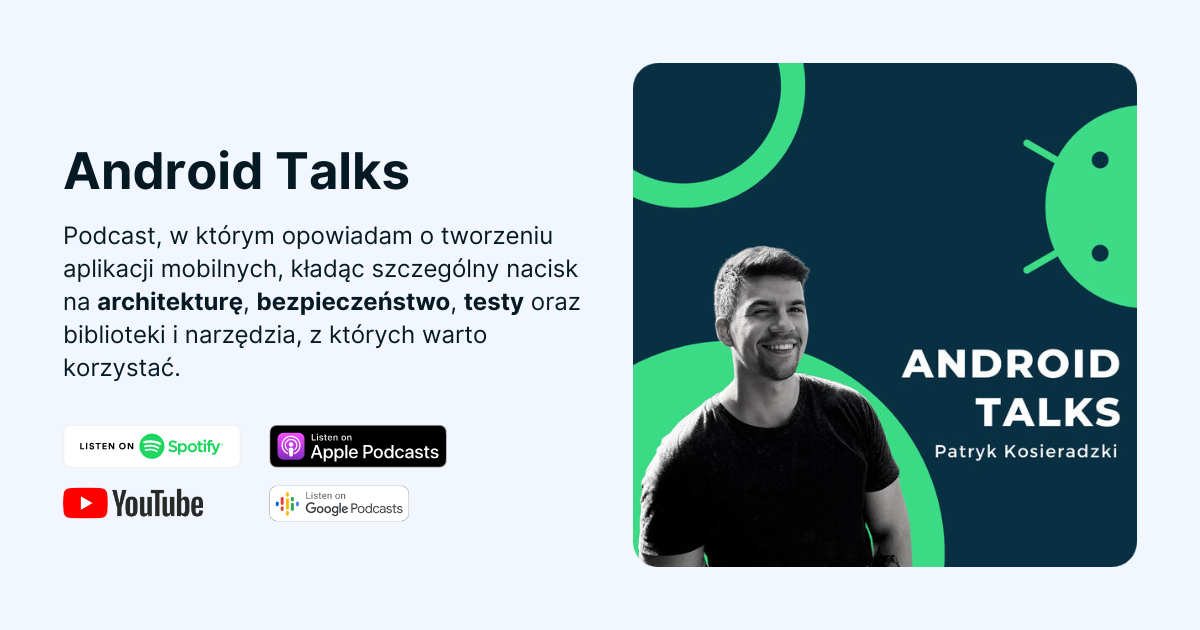 Android Talks
Podcast, w którym opowiadam o tworzeniu
aplikacji mobilnych, kładąc szczególny nacisk
na architekturę, bezpieczeństwo, testy oraz
biblioteki i narzędzia, z których warto
korzystać.
LISTEN ON Spotify
Listen on
Apple Podcasts
YouTube
Listen on
Google Podcasts
ANDROID
TALKS
Patryk Kosieradzki